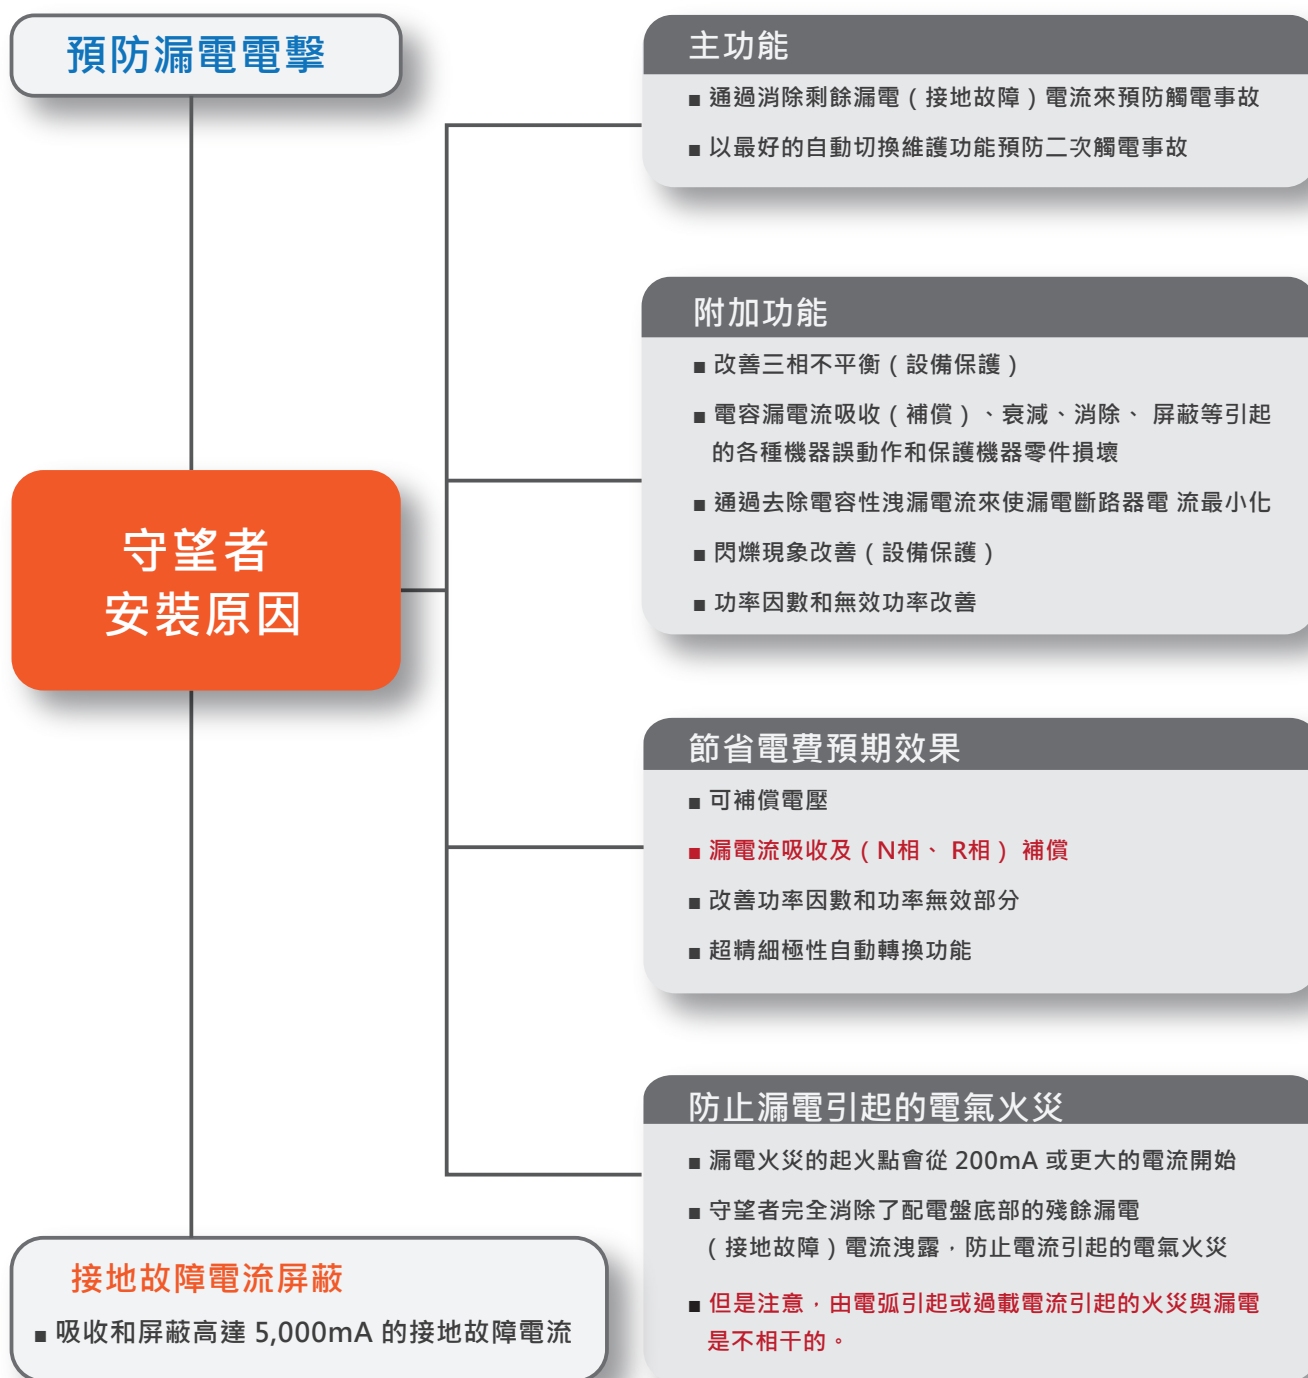 預防漏電電擊
守望者
安裝原因
接地故障電流屏蔽
■ 吸收和屏蔽高達 5,000mA 的接地故障電流
主功能
■ 通過消除剩餘漏電（接地故障）電流來預防觸電事故
■ 以最好的自動切換維護功能預防二次觸電事故
附加功能
■ 改善三相不平衡（設備保護）
■ 電容漏電流吸收（補償）、衰減、消除、 屏蔽等引起
的各種機器誤動作和保護機器零件損壞
■ 通過去除電容性洩漏電流來使漏電斷路器電 流最小化
■ 閃爍現象改善（設備保護）
■ 功率因數和無效功率改善
節省電費預期效果
■ 可補償電壓
■ 漏電流吸收及（N相、 R相） 補償
■ 改善功率因數和功率無效部分
■ 超精細極性自動轉換功能
防止漏電引起的電氣火災
■ 漏電火災的起火點會從 200mA 或更大的電流開始
■ 守望者完全消除了配電盤底部的殘餘漏電
（接地故障）電流洩露，防止電流引起的電氣火災
■ 但是注意，由電弧引起或過載電流引起的火災與漏電
是不相干的。